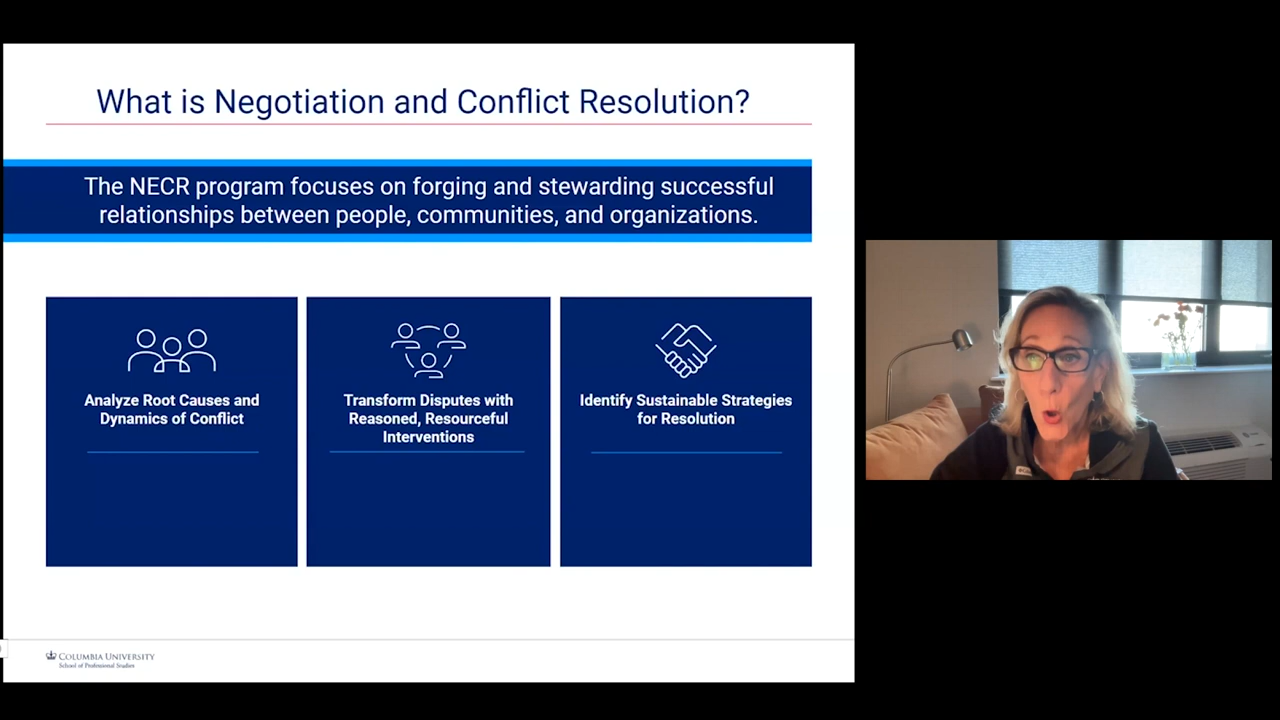 What is Negotiation and Conflict Resolution?
The NECR program focuses on forging and stewarding successful
relationships between people, communities, and organizations.
Analyze Root Causes and
Dynamics of Conflict
Transform Disputes with
Reasoned, Resourceful
Interventions
Identify Sustainable Strategies
for Resolution
COLUMBIA UNIVERSITY
School of Professional Studies